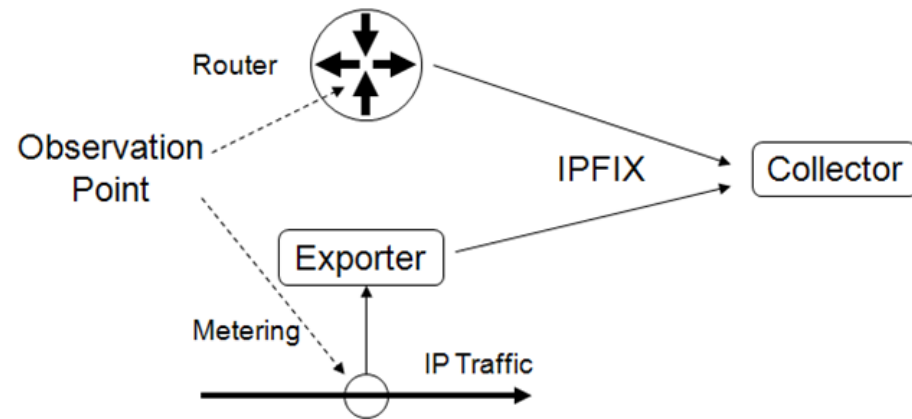 Router
Observation
Point
IPFIX
Collector
Exporter
Metering
IP Traffic